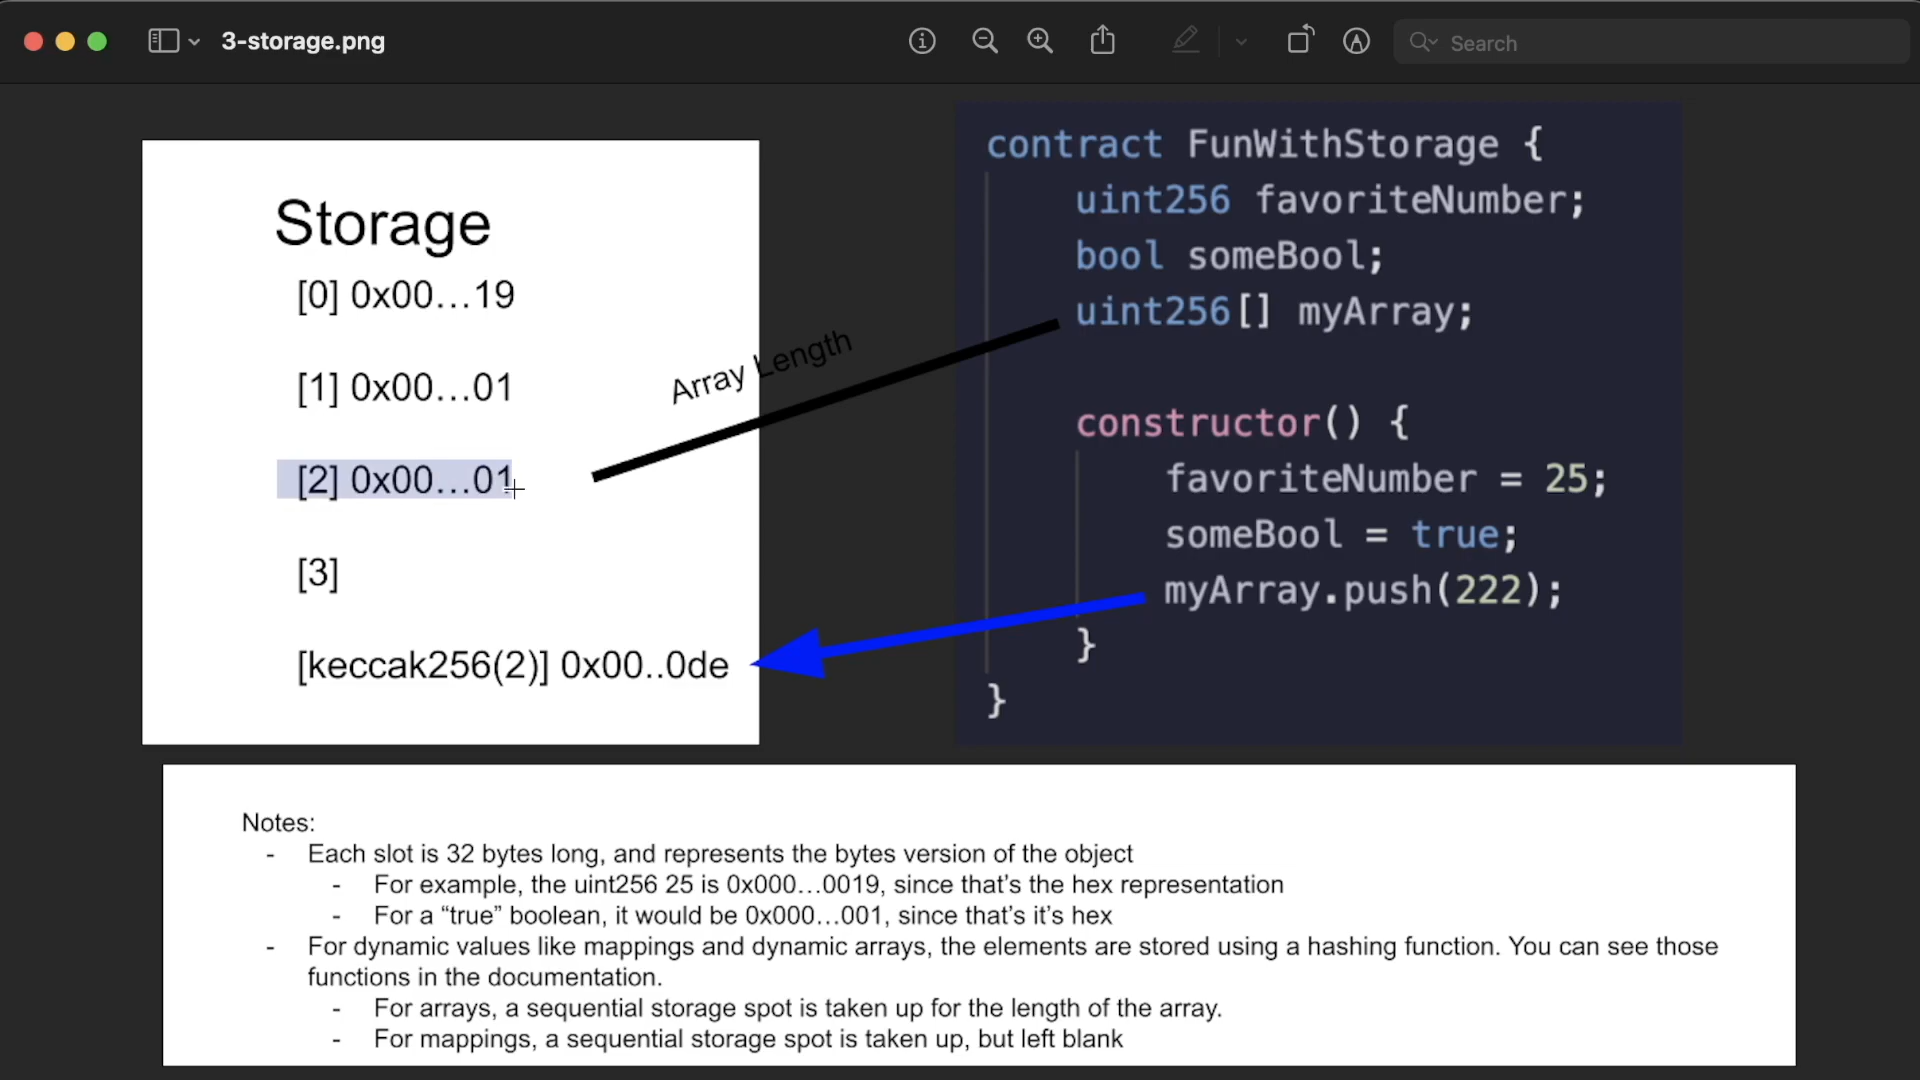 3-storage.png
Search
Storage
[0] 0x00...19
[1] 0x00...01
[2] 0x00...01
[3]
[keccak256(2)] 0x00..0de
Array Length
contract FunWithStorage {
uint256 favoriteNumber;
bool someBool;
uint256[] myArray;
constructor() {
favoriteNumber = 25;
someBool = true;
myArray.push(222);
}
}
Notes:
- Each slot is 32 bytes long, and represents the bytes version of the object
- For example, the uint256 25 is 0x000…0019, since that’s the hex representation
- For a “true” boolean, it would be 0x000…001, since that’s it’s hex
- For dynamic values like mappings and dynamic arrays, the elements are stored using a hashing function. You can see those
functions in the documentation.
- For arrays, a sequential storage spot is taken up for the length of the array.
- For mappings, a sequential storage spot is taken up, but left blank